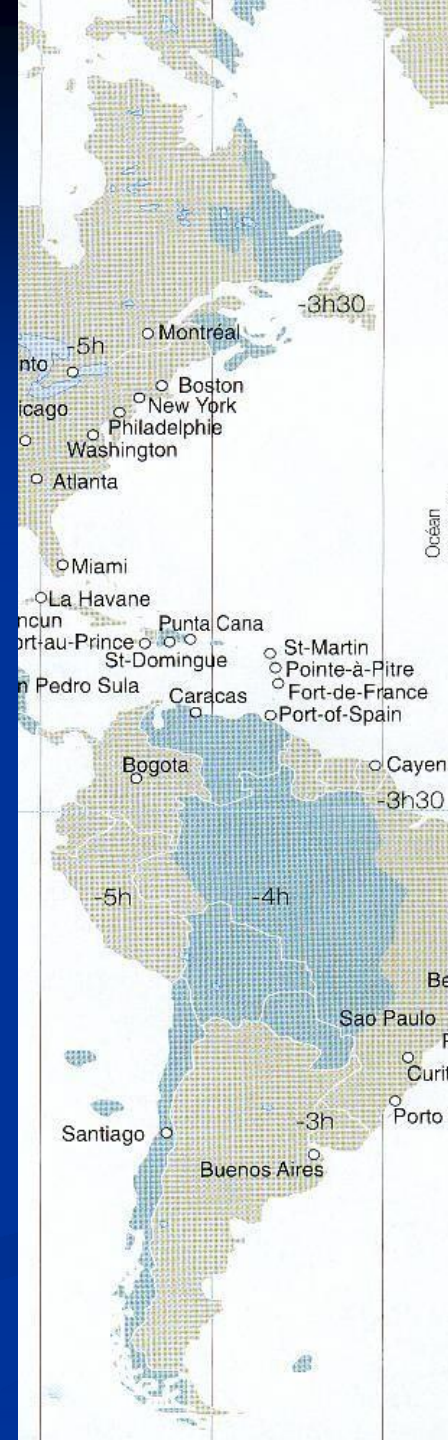 -3h30
Montréal
-5h
nto
Boston
New York
icago
Philadelphie
Washington
Atlanta
Océan
Miami
La Havane
ncun
Punta Cana
ort-au-Prince
St-Domingue
St-Martin
Pointe-à-Pitre
n Pedro Sula
Fort-de-France
Caracas
Port-of-Spain
Bogota
Cayen
-3h30
-5h
-4h
Be
Sao Paulo
Curit
Porto
-3h
Santiago
Buenos Aires